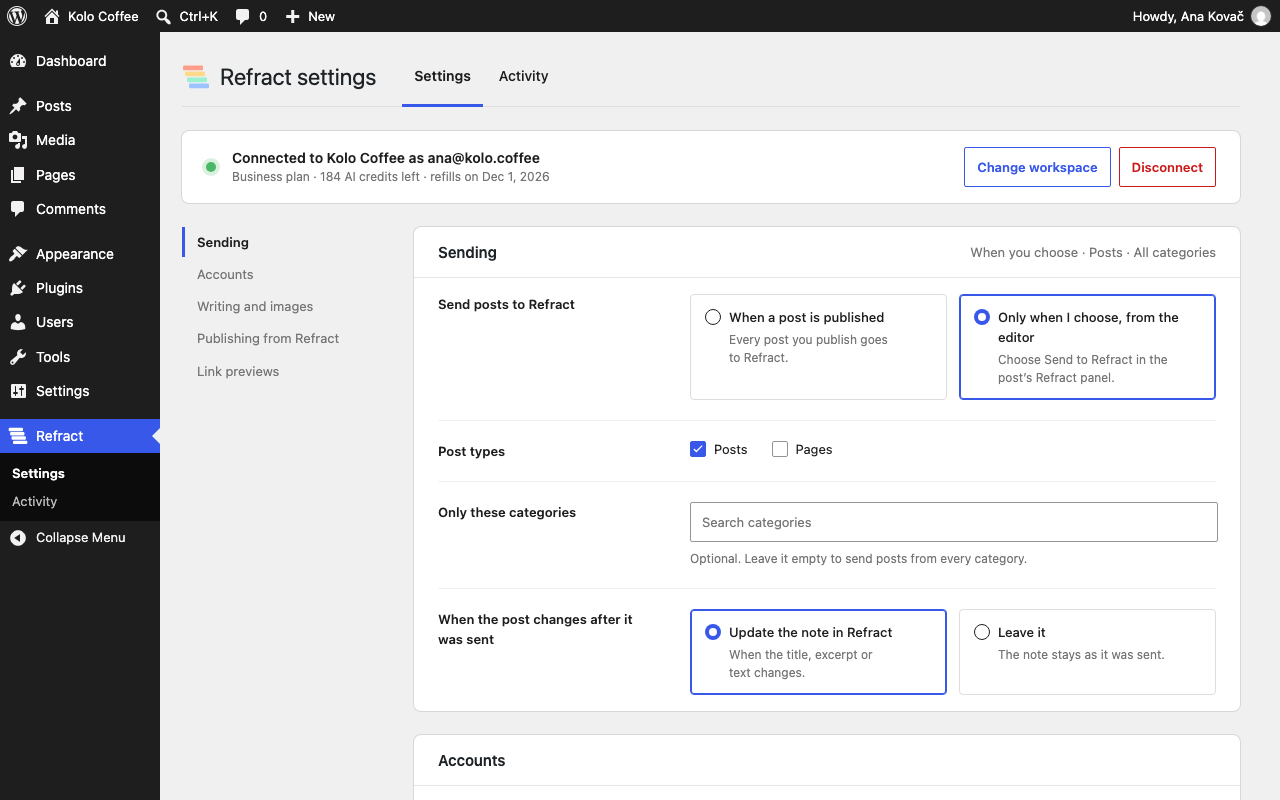 Kolo Coffee
Ctrl+K
0
New
Howdy, Ana Kovač
Dashboard
Posts
Media
Pages
Comments
Appearance
Plugins
Users
Tools
Settings
Refract
Settings
Activity
Collapse Menu
Refract settings
Settings
Activity
Connected to Kolo Coffee as ana@kolo.coffee
Business plan · 184 AI credits left · refills on Dec 1, 2026
Change workspace
Disconnect
Sending
Accounts
Writing and images
Publishing from Refract
Link previews
Sending
When you choose · Posts · All categories
Send posts to Refract
When a post is published
Every post you publish goes
to Refract.
Only when I choose, from the
editor
Choose Send to Refract in the
post’s Refract panel.
Post types
Posts
Pages
Only these categories
Search categories
Optional. Leave it empty to send posts from every category.
When the post changes after it
was sent
Update the note in Refract
When the title, excerpt or
text changes.
Leave it
The note stays as it was sent.
Accounts